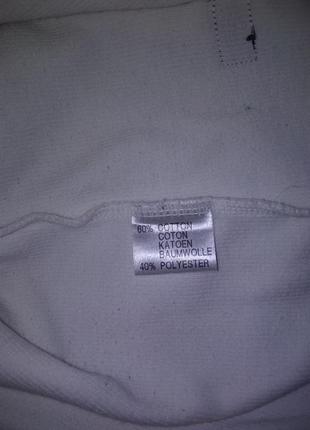 60% COTTON
COTON
KATOEN
BAUMWOLLE
40% POLYESTER